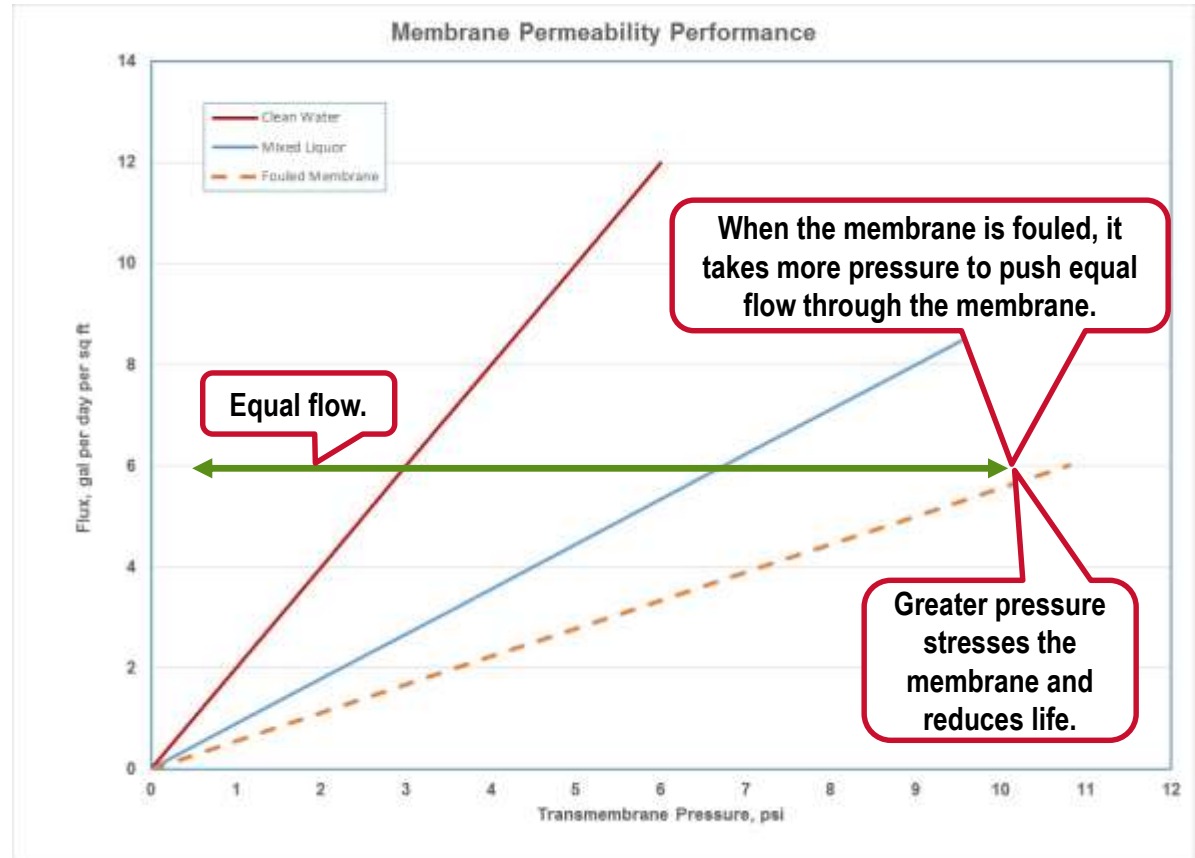 Membrane Permeability Performance
14
12
10
8
6
4
2
0
Flux, gal per day per sq ft
Clean Water
Mixed Liquor
Fouled Membrane
When the membrane is fouled, it
takes more pressure to push equal
flow through the membrane.
Equal flow.
Greater pressure
stresses the
membrane and
reduces life.
0 1 2 3 4 5 6 7 8 9 10 11 12
Transmembrane Pressure, psi